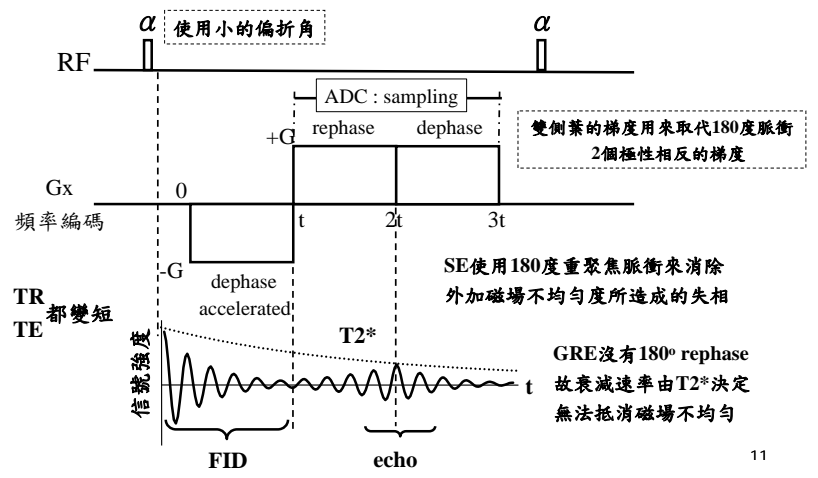 α
使用小的偏折角
α
RF
ADC : sampling
+G
rephase
dephase
雙側葉的梯度用來取代180度脈衝
2個極性相反的梯度
Gx
0
頻率編碼
t
2t
3t
-G
dephase
accelerated
SE使用180度重聚焦脈衝來消除
外加磁場不均勻度所造成的失相
TR
TE
都變短
T2*
信號強度
t
GRE沒有180º rephase
故衰減速率由T2*決定
無法抵消磁場不均勻
FID
echo
11